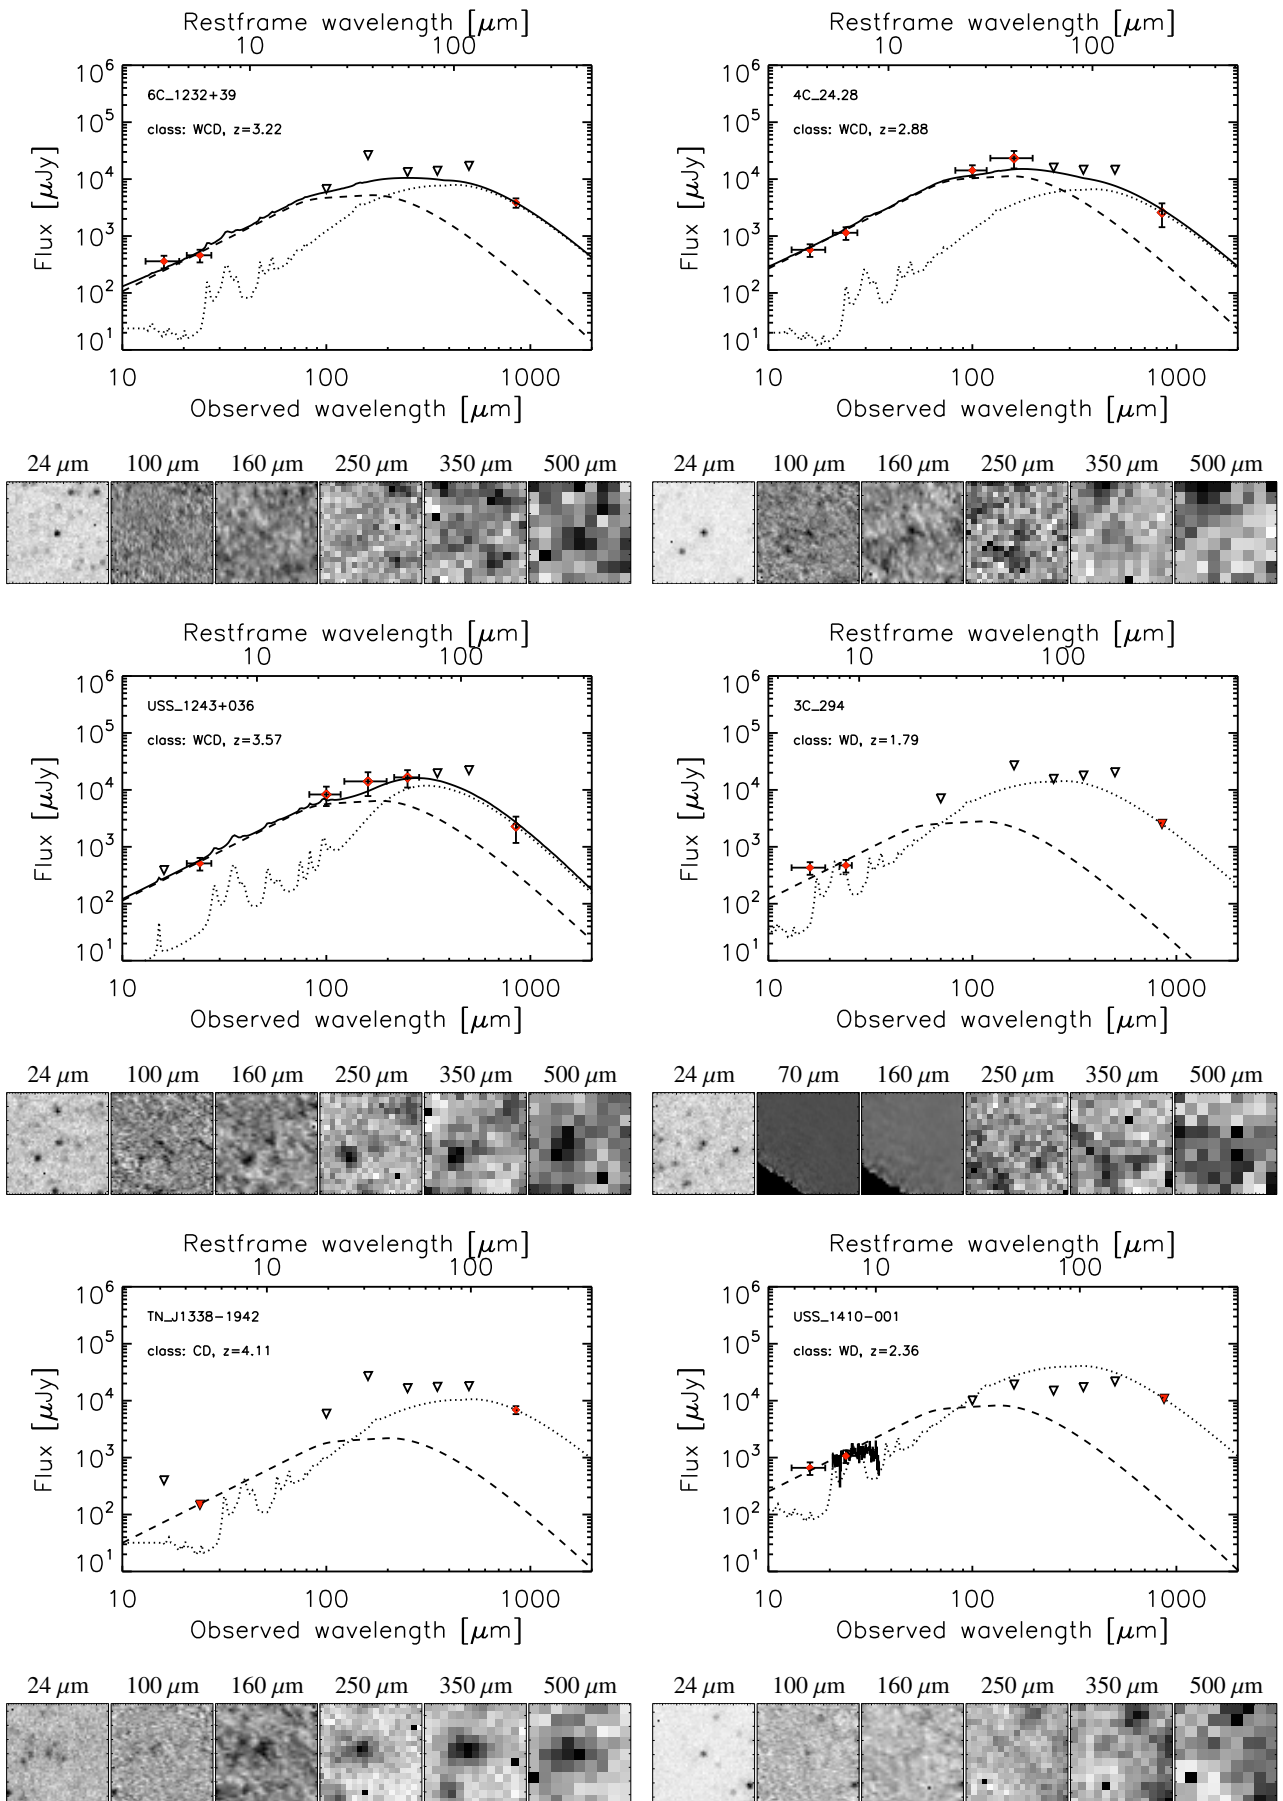 Restframe wavelength [μm]
10 100
10^6
10^5
10^4
10^3
10^2
10^1
Flux [μJy]
6C_1232+39
class: WCD, z=3.22
10 100 1000
Observed wavelength [μm]
24 μm 100 μm 160 μm 250 μm 350 μm 500 μm
Restframe wavelength [μm]
10 100
10^6
10^5
10^4
10^3
10^2
10^1
Flux [μJy]
4C_24.28
class: WCD, z=2.88
10 100 1000
Observed wavelength [μm]
24 μm 100 μm 160 μm 250 μm 350 μm 500 μm
Restframe wavelength [μm]
10 100
10^6
10^5
10^4
10^3
10^2
10^1
Flux [μJy]
USS_1243+036
class: WCD, z=3.57
10 100 1000
Observed wavelength [μm]
24 μm 100 μm 160 μm 250 μm 350 μm 500 μm
Restframe wavelength [μm]
10 100
10^6
10^5
10^4
10^3
10^2
10^1
Flux [μJy]
3C_294
class: WD, z=1.79
10 100 1000
Observed wavelength [μm]
24 μm 70 μm 160 μm 250 μm 350 μm 500 μm
Restframe wavelength [μm]
10 100
10^6
10^5
10^4
10^3
10^2
10^1
Flux [μJy]
TN_J1338-1942
class: CD, z=4.11
10 100 1000
Observed wavelength [μm]
24 μm 100 μm 160 μm 250 μm 350 μm 500 μm
Restframe wavelength [μm]
10 100
10^6
10^5
10^4
10^3
10^2
10^1
Flux [μJy]
USS_1410-001
class: WD, z=2.36
10 100 1000
Observed wavelength [μm]
24 μm 100 μm 160 μm 250 μm 350 μm 500 μm